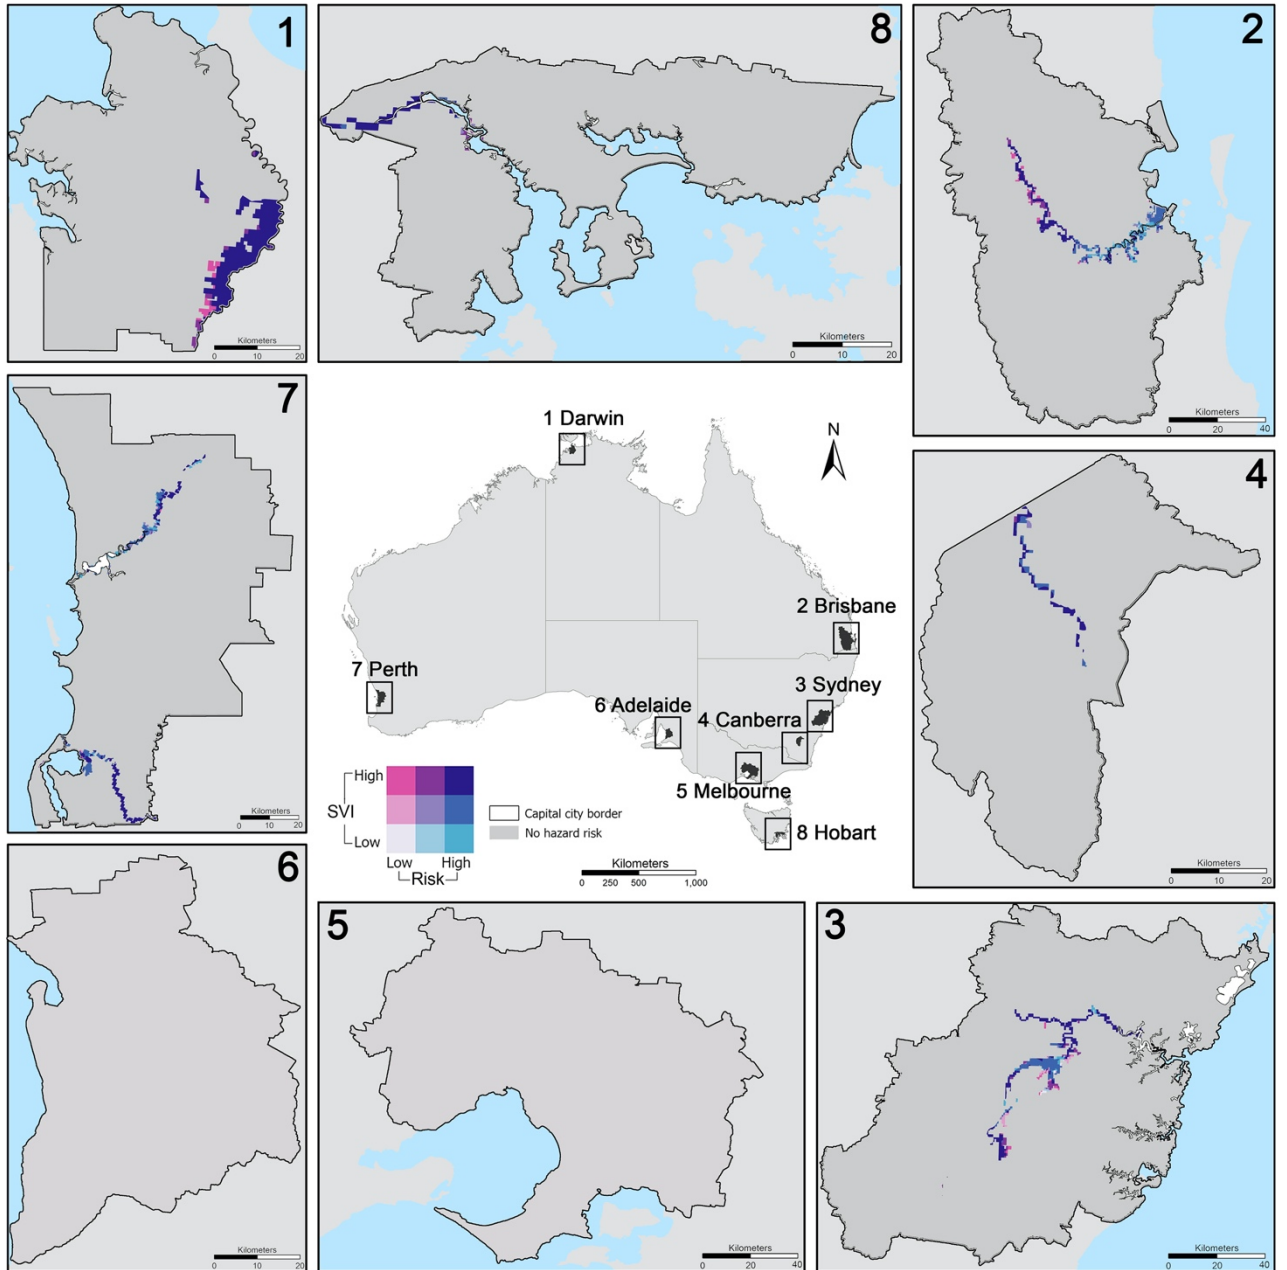 1
8
2
Kilometers
0 10 20
Kilometers
0 10 20
Kilometers
0 20 40
7
1 Darwin
N
4
2 Brisbane
7 Perth
3 Sydney
6 Adelaide
4 Canberra
5 Melbourne
8 Hobart
High
SVI
Low
Low High
Risk
Capital city border
No hazard risk
Kilometers
0 250 500 1,000
Kilometers
0 10 20
Kilometers
0 10 20
6
5
3
Kilometers
0 10 20
Kilometers
0 20 40
Kilometers
0 20 40